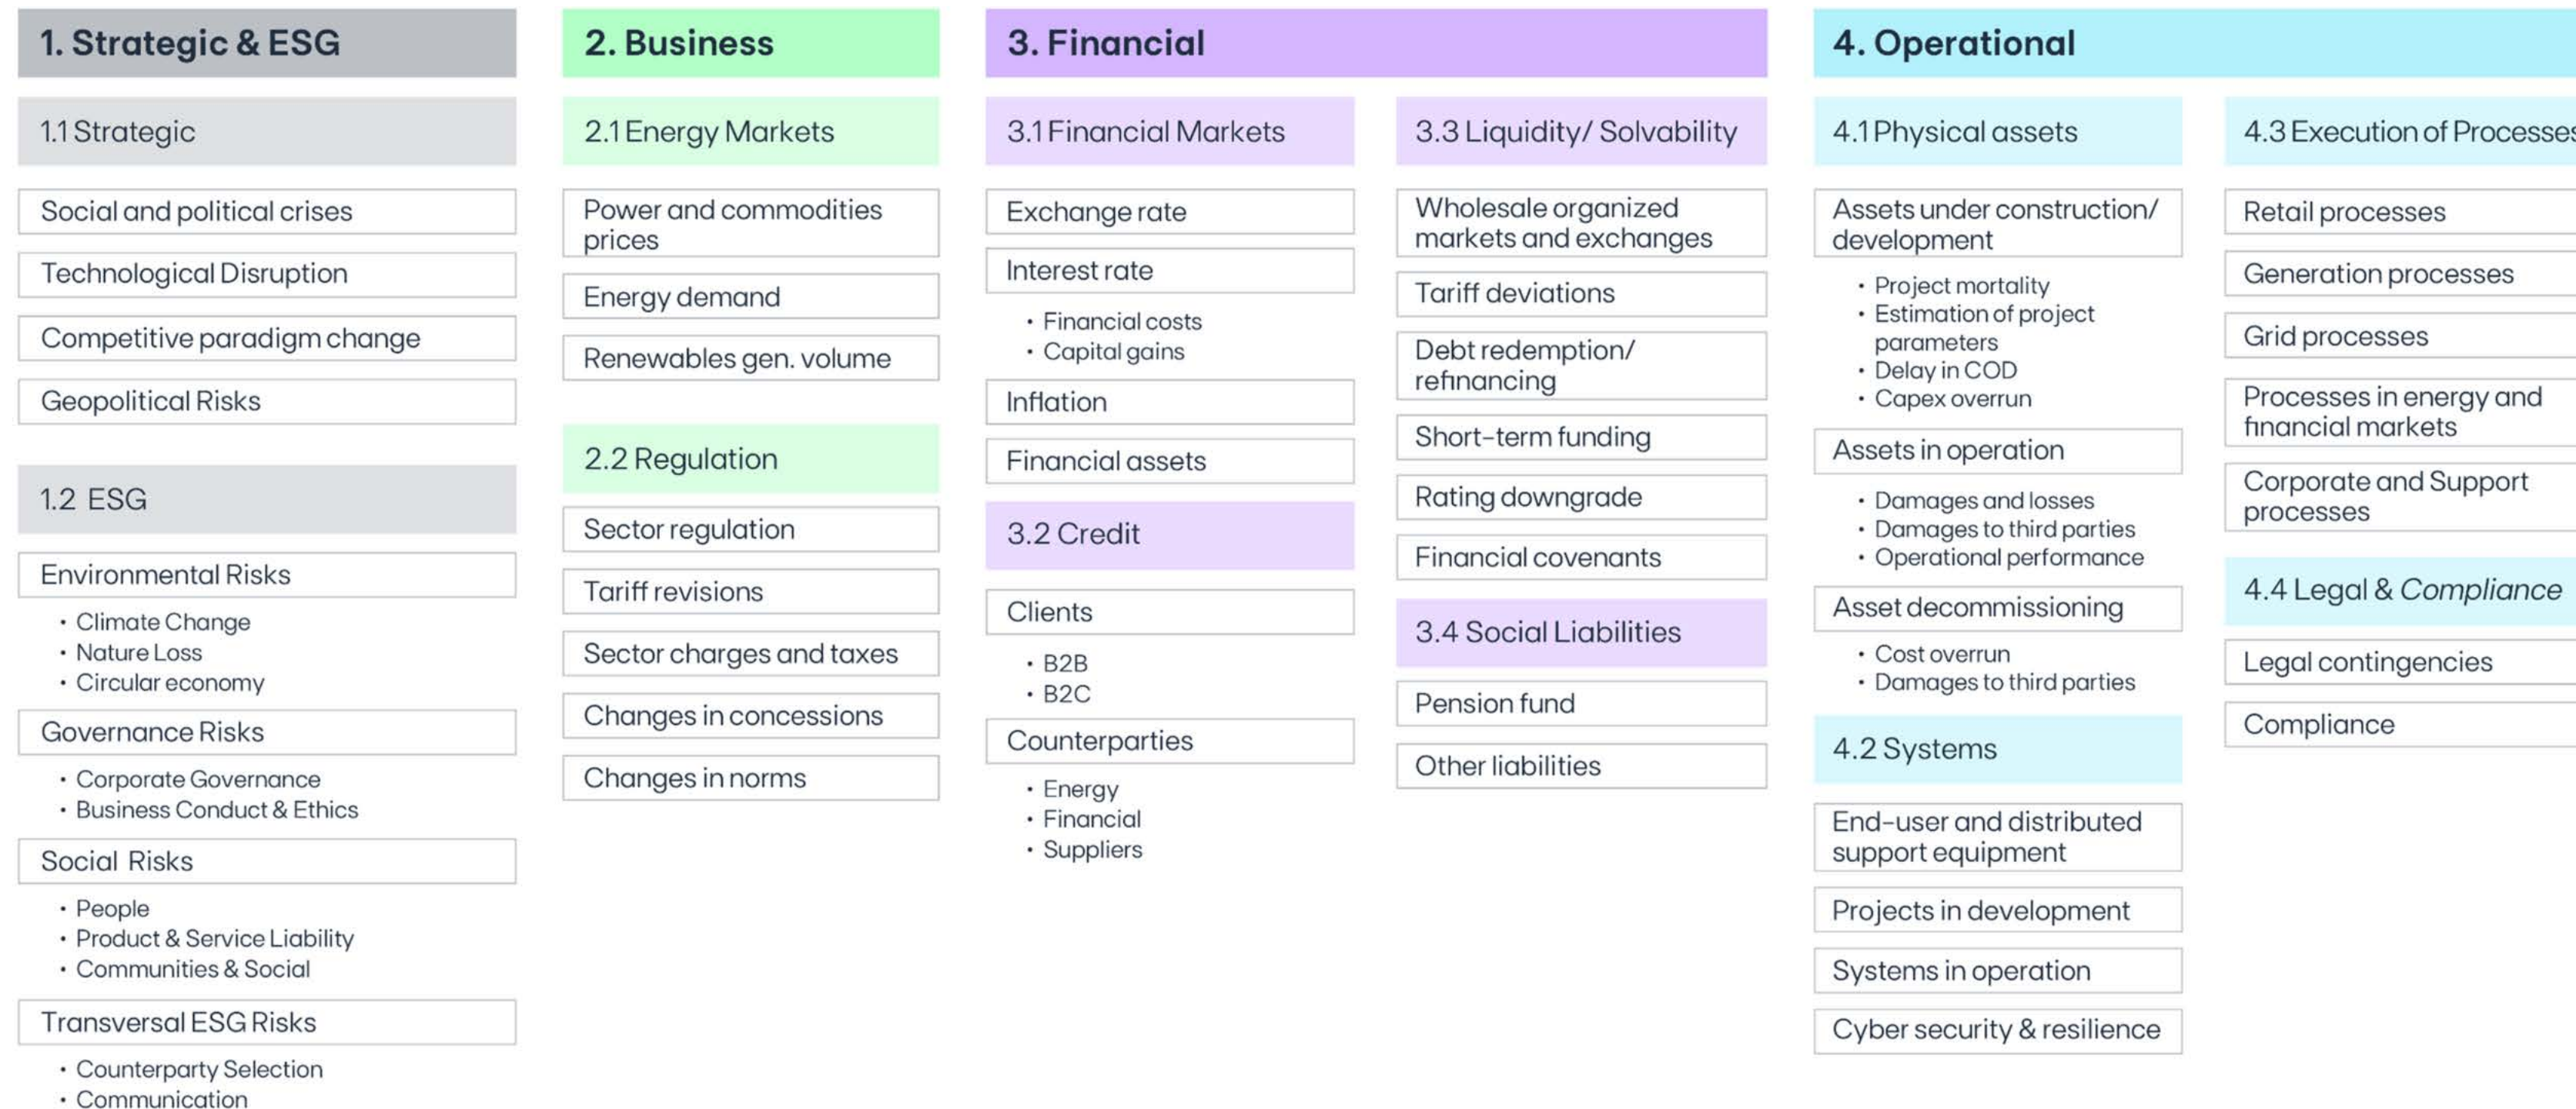 1. Strategic & ESG
1.1 Strategic
Social and political crises
Technological Disruption
Competitive paradigm change
Geopolitical Risks
1.2 ESG
Environmental Risks
• Climate Change
• Nature Loss
• Circular economy
Governance Risks
• Corporate Governance
• Business Conduct & Ethics
Social Risks
• People
• Product & Service Liability
• Communities & Social
Transversal ESG Risks
• Counterparty Selection
• Communication
2. Business
2.1 Energy Markets
Power and commodities
prices
Energy demand
Renewables gen. volume
2.2 Regulation
Sector regulation
Tariff revisions
Sector charges and taxes
Changes in concessions
Changes in norms
3. Financial
3.1 Financial Markets
Exchange rate
Interest rate
• Financial costs
• Capital gains
Inflation
Financial assets
3.2 Credit
Clients
• B2B
• B2C
Counterparties
• Energy
• Financial
• Suppliers
3.3 Liquidity/ Solvability
Wholesale organized
markets and exchanges
Tariff deviations
Debt redemption/
refinancing
Short-term funding
Rating downgrade
Financial covenants
3.4 Social Liabilities
Pension fund
Other liabilities
4. Operational
4.1 Physical assets
Assets under construction/
development
• Project mortality
• Estimation of project
parameters
• Delay in COD
• Capex overrun
Assets in operation
• Damages and losses
• Damages to third parties
• Operational performance
Asset decommissioning
• Cost overrun
• Damages to third parties
4.2 Systems
End-user and distributed
support equipment
Projects in development
Systems in operation
Cyber security & resilience
4.3 Execution of Processes
Retail processes
Generation processes
Grid processes
Processes in energy and
financial markets
Corporate and Support
processes
4.4 Legal & Compliance
Legal contingencies
Compliance